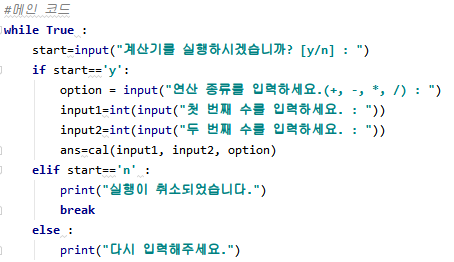 #메인 코드
while True :
    start=input("계산기를 실행하시겠습니까? [y/n] : ")
    if start=='y':
        option = input("연산 종류를 입력하세요.(+, -, *, /) : ")
        input1=int(input("첫 번째 수를 입력하세요. : "))
        input2=int(input("두 번째 수를 입력하세요. : "))
        ans=cal(input1, input2, option)
    elif start=='n' :
        print("실행이 취소되었습니다.")
        break
    else :
        print("다시 입력해주세요.")